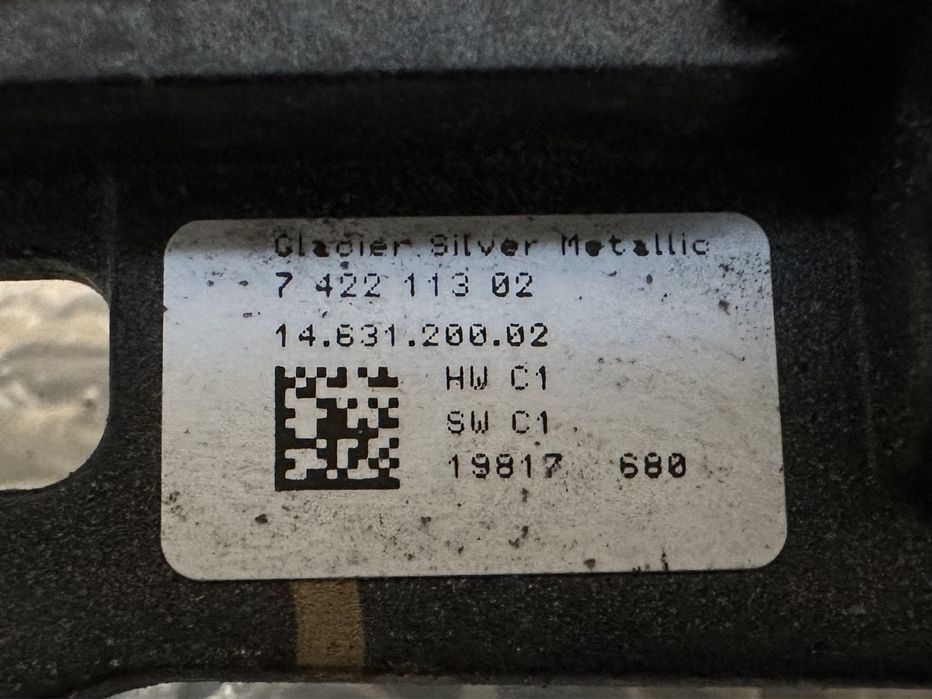 Glacier Silver Metallic
7 422 113 02
14.631.200.02
HW C1
SW C1
19817 680